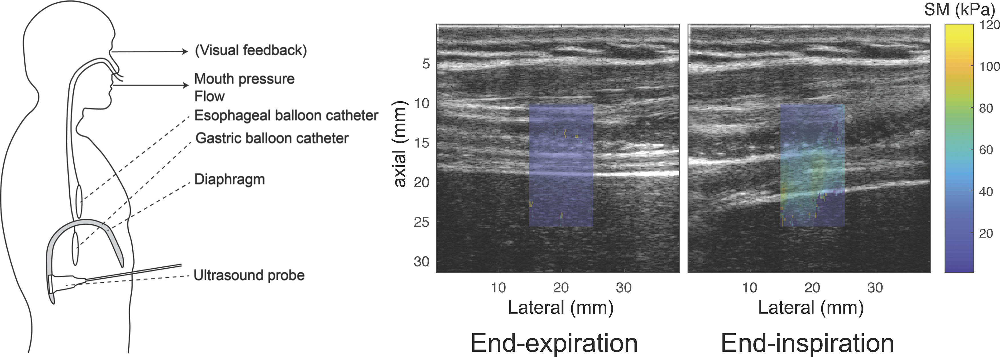 (Visual feedback)
Mouth pressure
Flow
Esophageal balloon catheter
Gastric balloon catheter
Diaphragm
Ultrasound probe
axial (mm)
5
10
15
20
25
30
10 20 30
Lateral (mm)
End-expiration
10 20 30
Lateral (mm)
End-inspiration
SM (kPa)
120
100
80
60
40
20